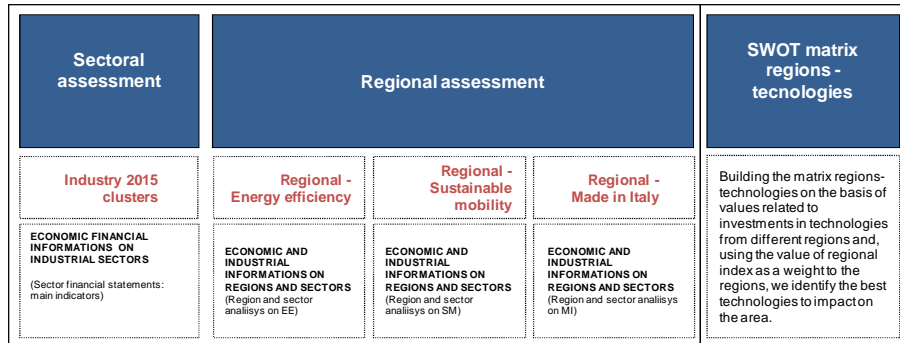 Sectoral
assessment
Regional assessment
SWOT matrix
regions -
tecnologies
Industry 2015
clusters
Regional -
Energy efficiency
Regional -
Sustainable
mobility
Regional -
Made in Italy
ECONOMIC FINANCIAL
INFORMATIONS ON
INDUSTRIAL SECTORS
(Sector financial statements:
main indicators)
ECONOMIC AND
INDUSTRIAL
INFORMATIONS ON
REGIONS AND SECTORS
(Region and sector
analiisys on EE)
ECONOMIC AND
INDUSTRIAL
INFORMATIONS ON
REGIONS AND SECTORS
(Region and sector
analiisys on SM)
ECONOMIC AND
INDUSTRIAL
INFORMATIONS ON
REGIONS AND SECTORS
(Region and sector analiisys
on MI)
Building the matrix regions-
technologies on the basis of
values related to
investments in technologies
from different regions and,
using the value of regional
index as a weight to the
regions, we identify the best
technologies to impact on
the area.